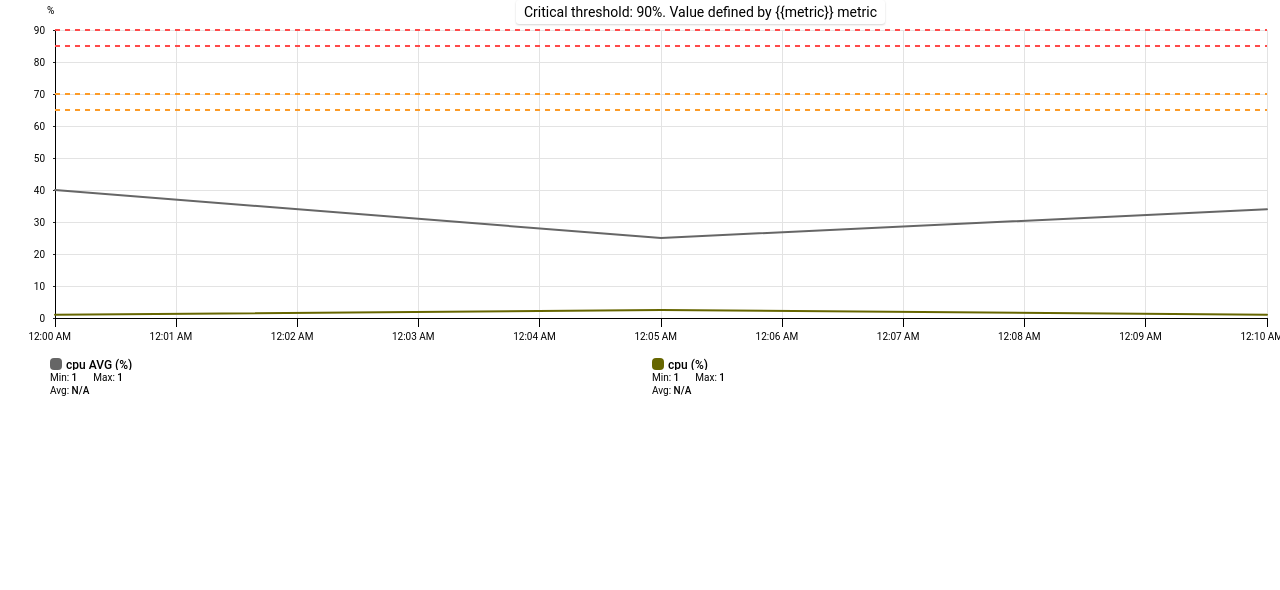 %
Critical threshold: 90%. Value defined by {{metric}} metric
90
80
70
60
50
40
30
20
10
0
12:00 AM 12:01 AM 12:02 AM 12:03 AM 12:04 AM 12:05 AM 12:06 AM 12:07 AM 12:08 AM 12:09 AM 12:10 AM
cpu AVG (%) cpu (%)
Min: 1 Max: 1 Min: 1 Max: 1
Avg: N/A Avg: N/A